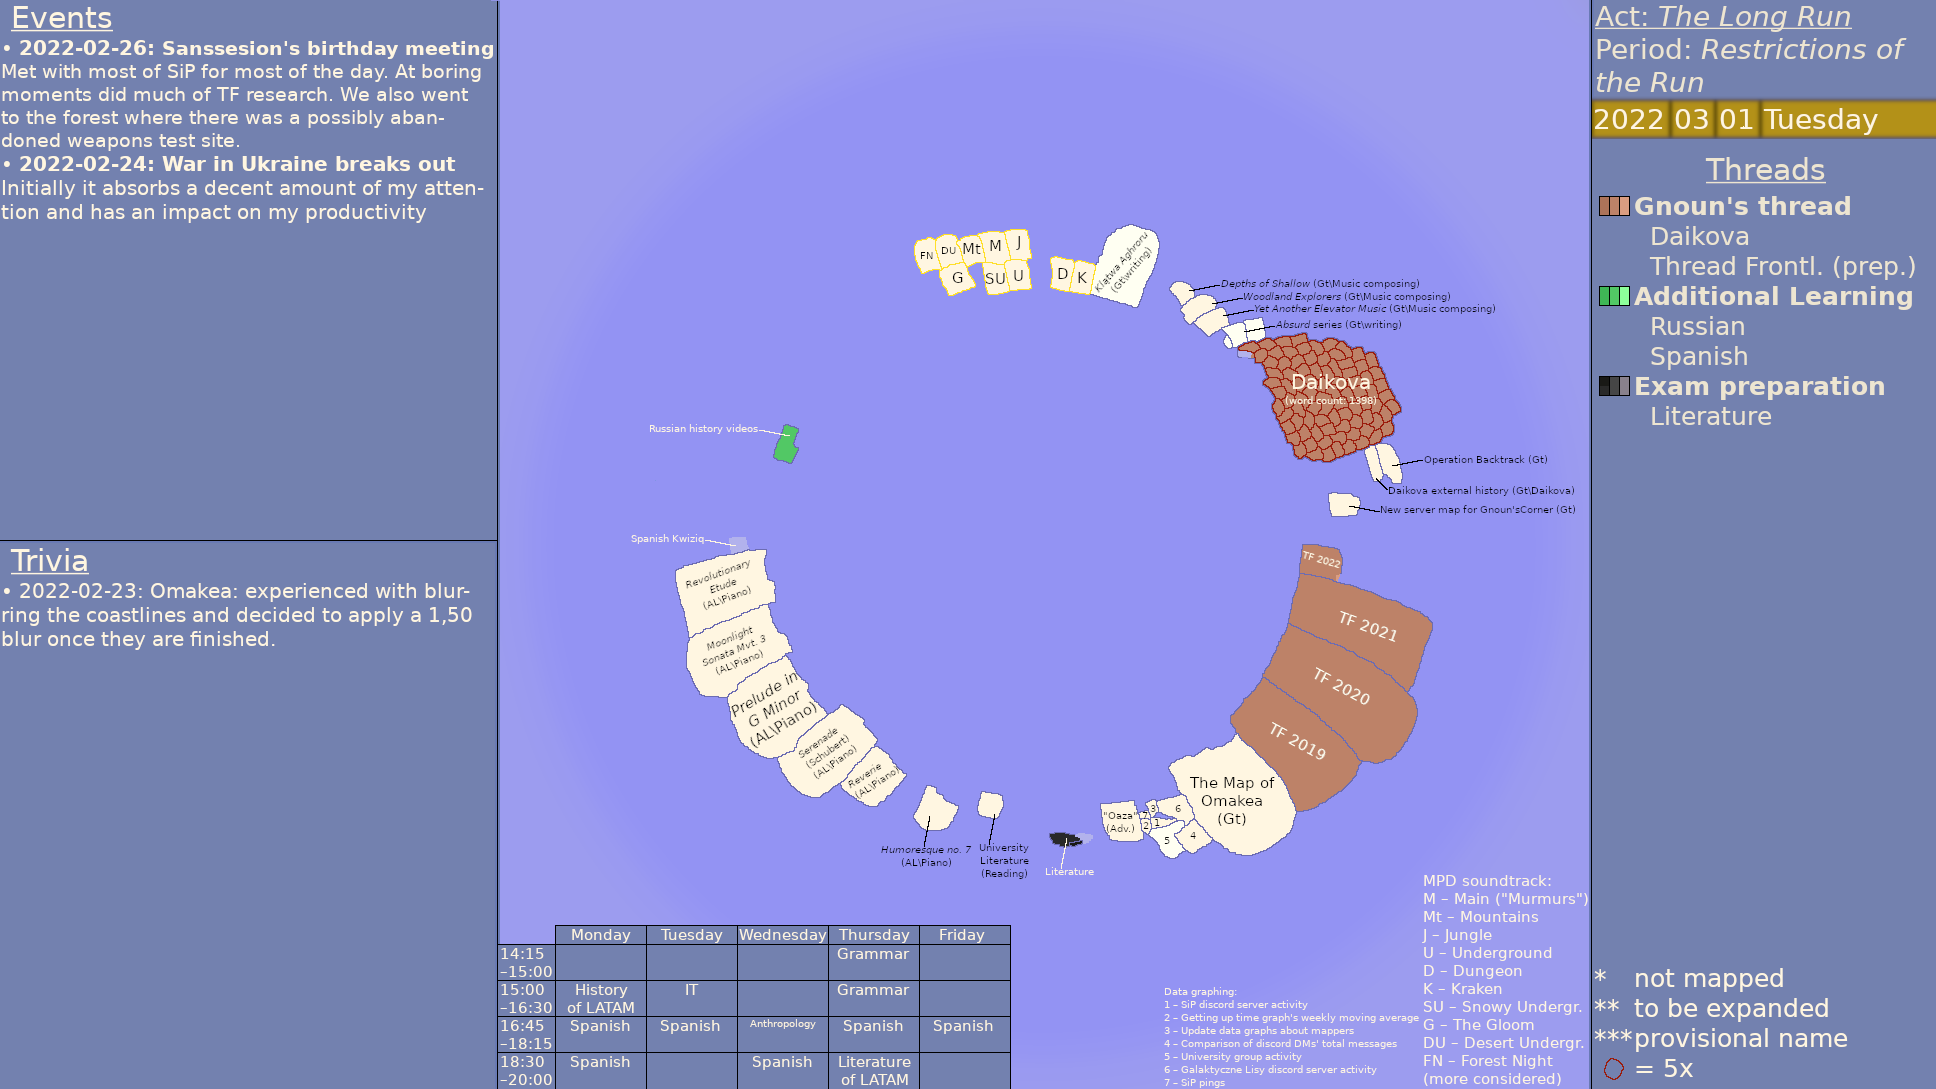 Events
• 2022-02-26: Sanssesion's birthday meeting
Met with most of SiP for most of the day. At boring
moments did much of TF research. We also went
to the forest where there was a possibly aban-
doned weapons test site.
• 2022-02-24: War in Ukraine breaks out
Initially it absorbs a decent amount of my atten-
tion and has an impact on my productivity
Trivia
• 2022-02-23: Omakea: experienced with blur-
ring the coastlines and decided to apply a 1,50
blur once they are finished.
FN
DU
Mt
M
J
G
SU
U
D
K
Klątwa Aghroru
(Gt\writing)
Depths of Shallow (Gt\Music composing)
Woodland Explorers (Gt\Music composing)
Yet Another Elevator Music (Gt\Music composing)
Absurd series (Gt\writing)
Daikova
(word count: 1398)
Russian history videos
Operation Backtrack (Gt)
Daikova external history (Gt\Daikova)
New server map for Gnoun'sCorner (Gt)
Spanish Kwiziq
Revolutionary
Etude
(AL\Piano)
Moonlight
Sonata Mvt. 3
(AL\Piano)
Prelude in
G Minor
(AL\Piano)
Serenade
(Schubert)
(AL\Piano)
Reverie
(AL\Piano)
Humoresque no. 7
(AL\Piano)
University
Literature
(Reading)
Literature
"Oaza"
(Adv.)
7
3
6
2
1
5
4
The Map of
Omakea
(Gt)
TF 2022
TF 2021
TF 2020
TF 2019
Monday Tuesday Wednesday Thursday Friday
14:15
–15:00
Grammar
15:00
–16:30
History
of LATAM
IT
Grammar
16:45
–18:15
Spanish Spanish Anthropology Spanish Spanish
18:30
–20:00
Spanish
Spanish
Literature
of LATAM
Data graphing:
1 – SiP discord server activity
2 – Getting up time graph's weekly moving average
3 – Update data graphs about mappers
4 – Comparison of discord DMs' total messages
5 – University group activity
6 – Galaktyczne Lisy discord server activity
7 – SiP pings
MPD soundtrack:
M – Main ("Murmurs")
Mt – Mountains
J – Jungle
U – Underground
D – Dungeon
K – Kraken
SU – Snowy Undergr.
G – The Gloom
DU – Desert Undergr.
FN – Forest Night
(more considered)
Act: The Long Run
Period: Restrictions of
the Run
2022 03 01 Tuesday
Threads
Gnoun's thread
Daikova
Thread Frontl. (prep.)
Additional Learning
Russian
Spanish
Exam preparation
Literature
* not mapped
** to be expanded
***provisional name
= 5x